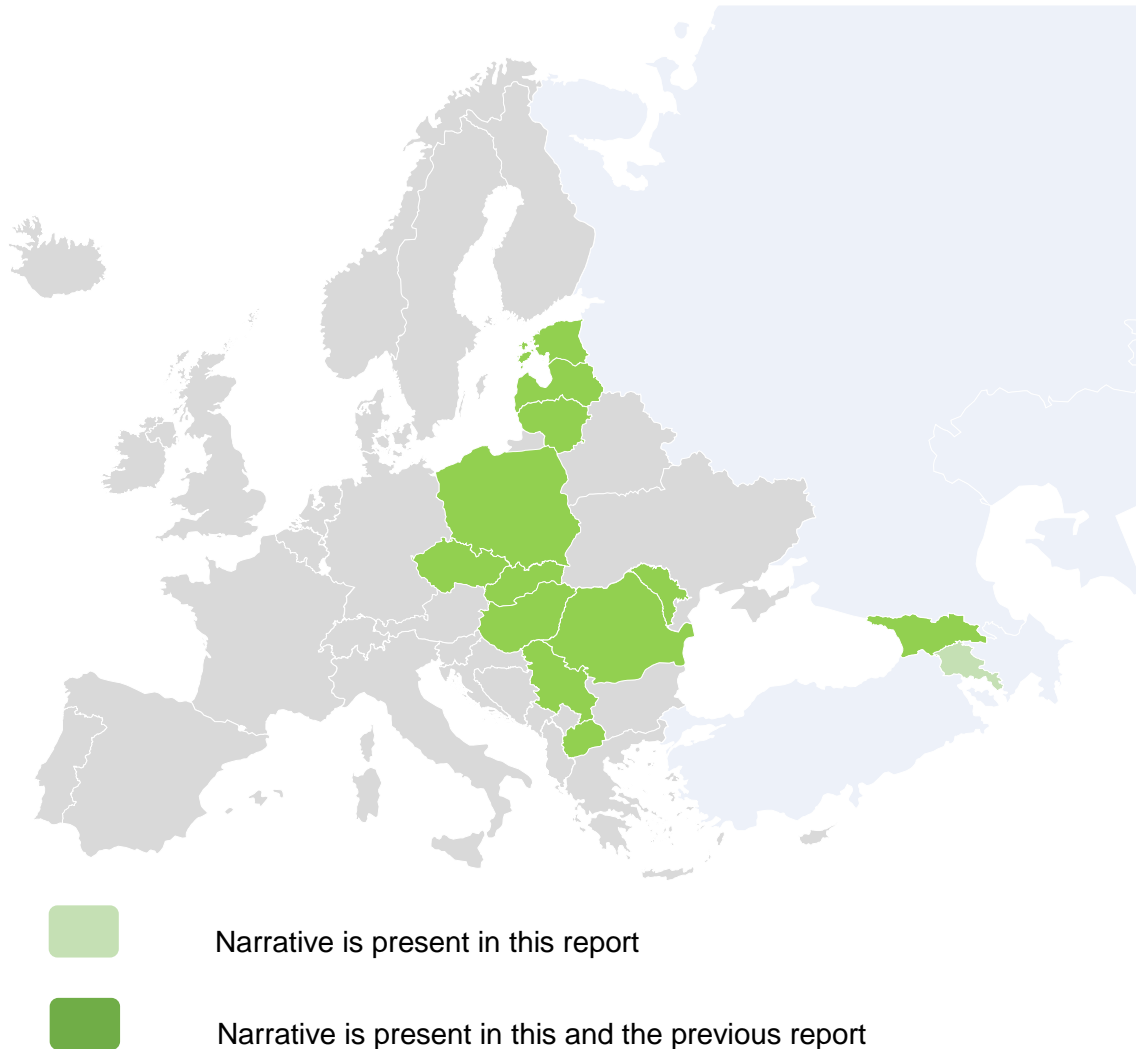 Narrative is present in this report
Narrative is present in this and the previous report